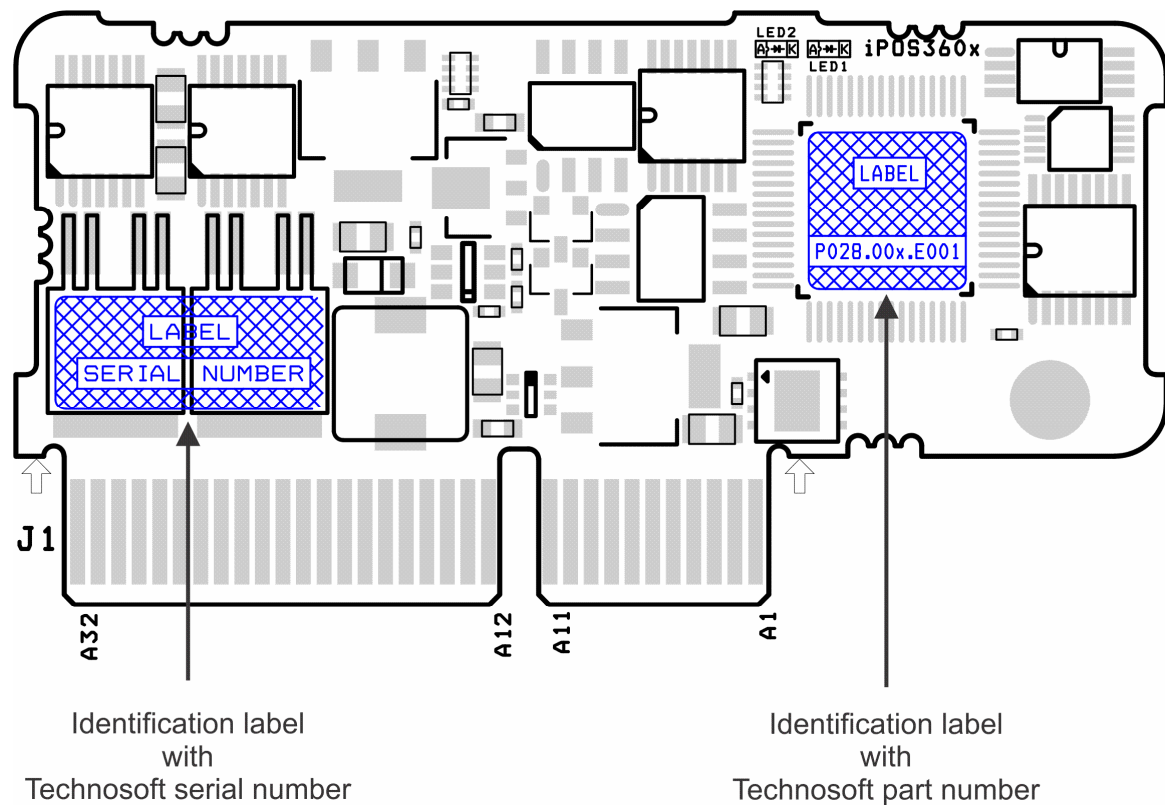 LED2
A K A K iPOS360x
LED1
LABEL
P028.00x.E001
LABEL
SERIAL NUMBER
J1
A32
A12
A11
A1
Identification label
with
Technosoft serial number
Identification label
with
Technosoft part number